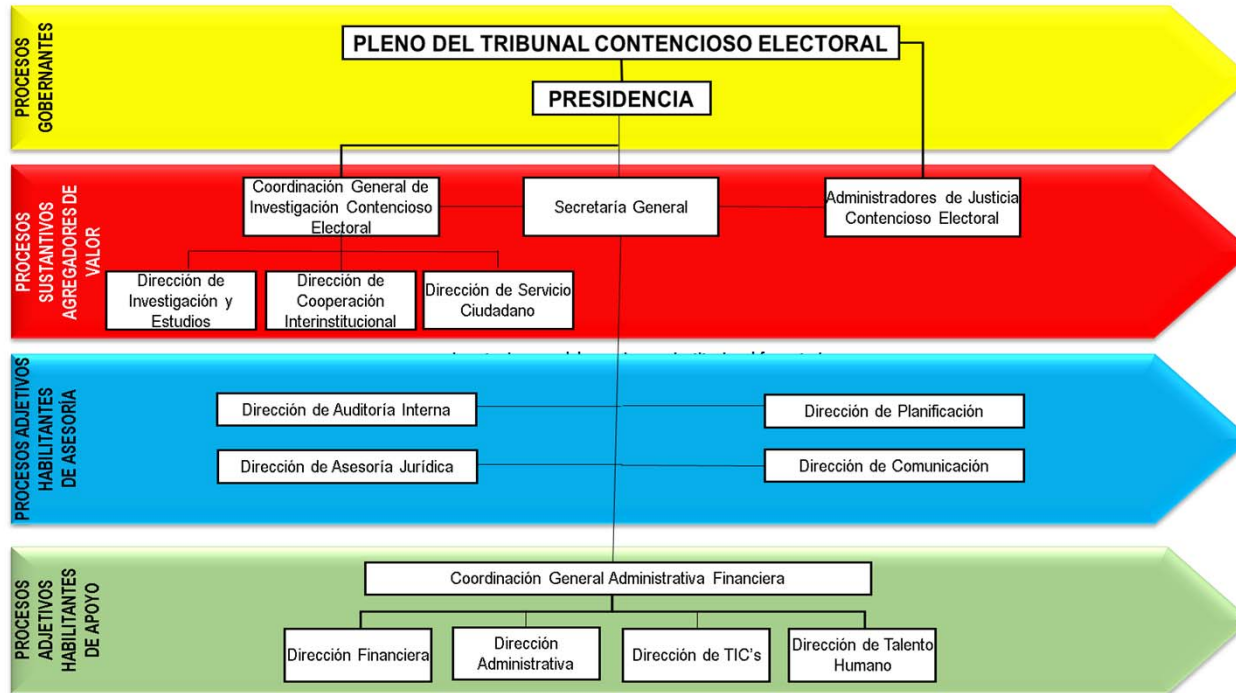 PROCESOS
GOBERNANTES
PLENO DEL TRIBUNAL CONTENCIOSO ELECTORAL
PRESIDENCIA
PROCESOS
SUSTANTIVOS
AGREGADORES DE
VALOR
Coordinación General de
Investigación Contencioso
Electoral
Secretaría General
Administradores de Justicia
Contencioso Electoral
Dirección de
Investigación y
Estudios
Dirección de
Cooperación
Interinstitucional
Dirección de Servicio
Ciudadano
PROCESOS ADJETIVOS
HABILITANTES
DE ASESORÍA
Dirección de Auditoría Interna
Dirección de Planificación
Dirección de Asesoría Jurídica
Dirección de Comunicación
PROCESOS
ADJETIVOS
HABILITANTES
DE APOYO
Coordinación General Administrativa Financiera
Dirección Financiera
Dirección
Administrativa
Dirección de TIC's
Dirección de Talento
Humano